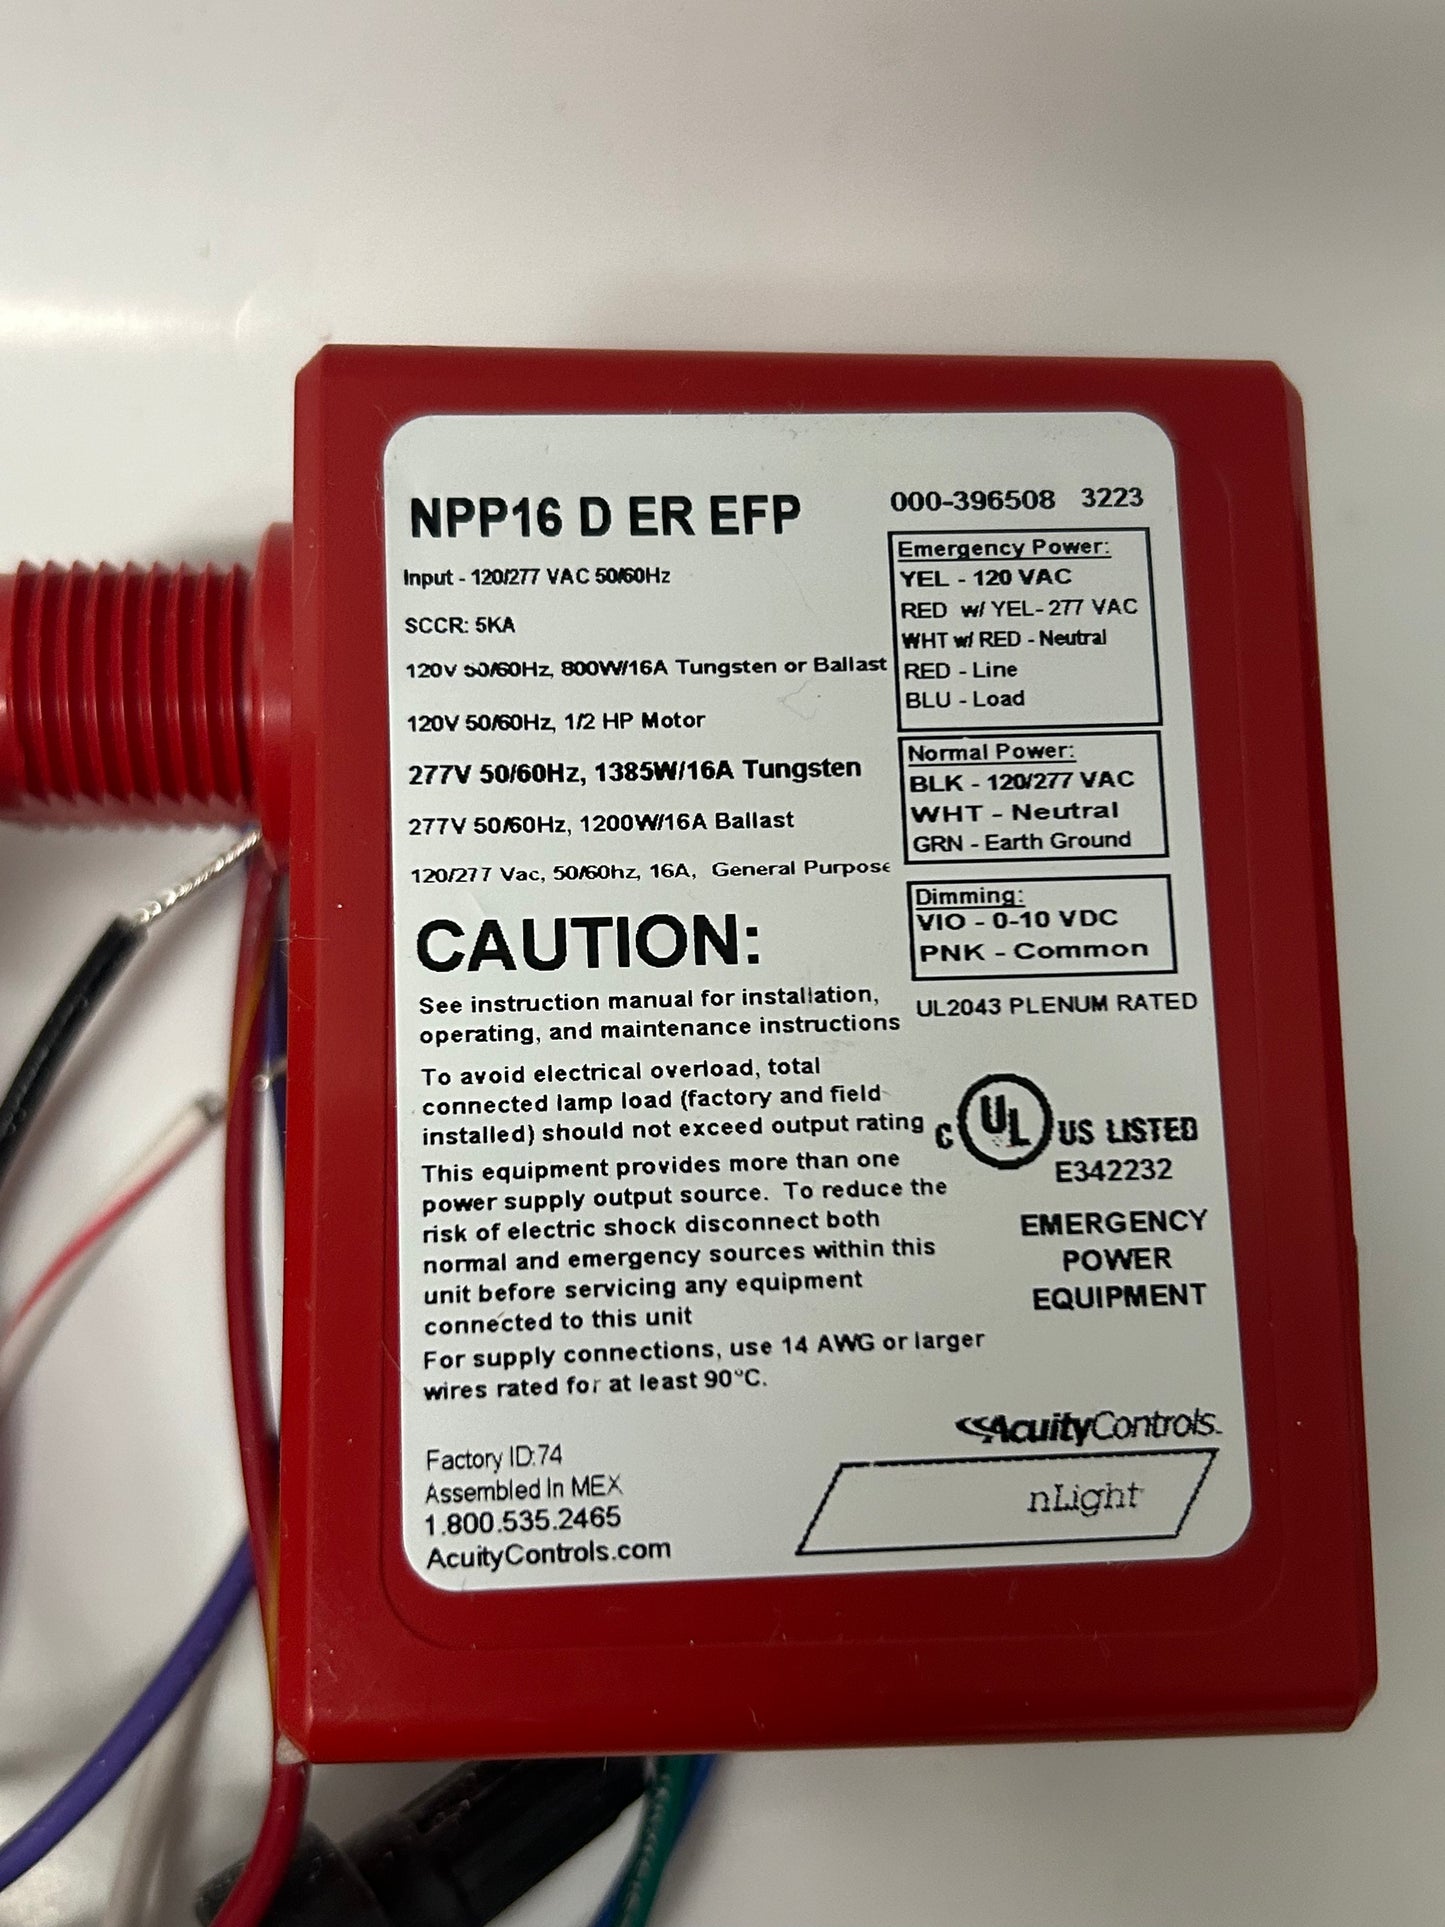 NPP16 D ER EFP
000-396508 3223
Input - 120/277 VAC 50/60Hz
SCCR: 5KA
120V 50/60Hz, 800W/16A Tungsten or Ballast
120V 50/60Hz, 1/2 HP Motor
277V 50/60Hz, 1385W/16A Tungsten
277V 50/60Hz, 1200W/16A Ballast
120/277 Vac, 50/60hz, 16A, General Purpose
Emergency Power:
YEL - 120 VAC
RED w/ YEL- 277 VAC
WHT w/ RED - Neutral
RED - Line
BLU - Load
Normal Power:
BLK - 120/277 VAC
WHT - Neutral
GRN - Earth Ground
Dimming:
VIO - 0-10 VDC
PNK - Common
UL2043 PLENUM RATED
CAUTION:
See instruction manual for installation,
operating, and maintenance instructions
To avoid electrical overload, total
connected lamp load (factory and field
installed) should not exceed output rating
This equipment provides more than one
power supply output source. To reduce the
risk of electric shock disconnect both
normal and emergency sources within this
unit before servicing any equipment
connected to this unit
For supply connections, use 14 AWG or larger
wires rated for at least 90°C.
C UL US LISTED
E342232
EMERGENCY
POWER
EQUIPMENT
Factory ID:74
Assembled In MEX
1.800.535.2465
AcuityControls.com
AcuityControls.
nLight